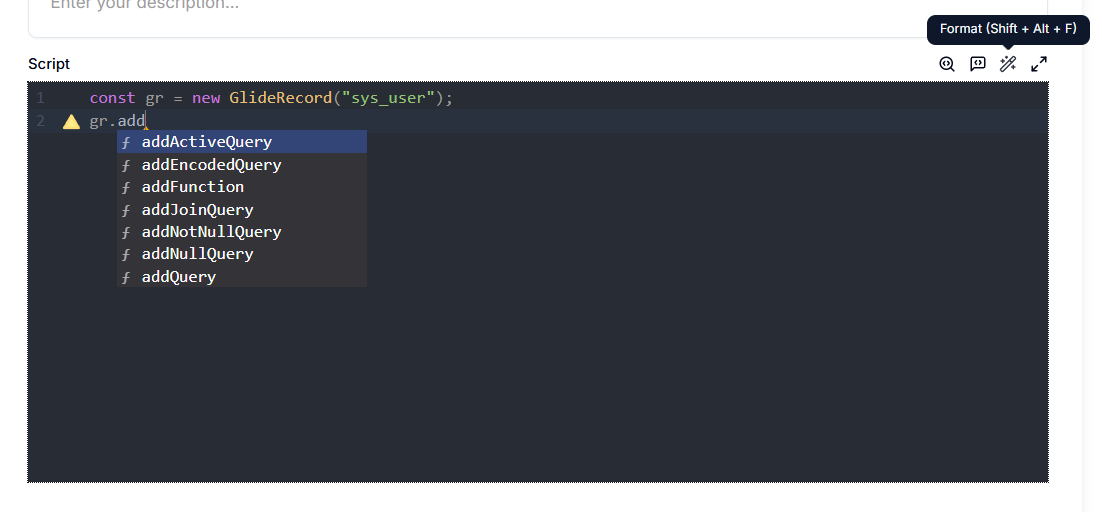 Enter your description...
Format (Shift + Alt + F)
Script
1 const gr = new GlideRecord("sys_user");
2 gr.add
f addActiveQuery
f addEncodedQuery
f addFunction
f addJoinQuery
f addNotNullQuery
f addNullQuery
f addQuery